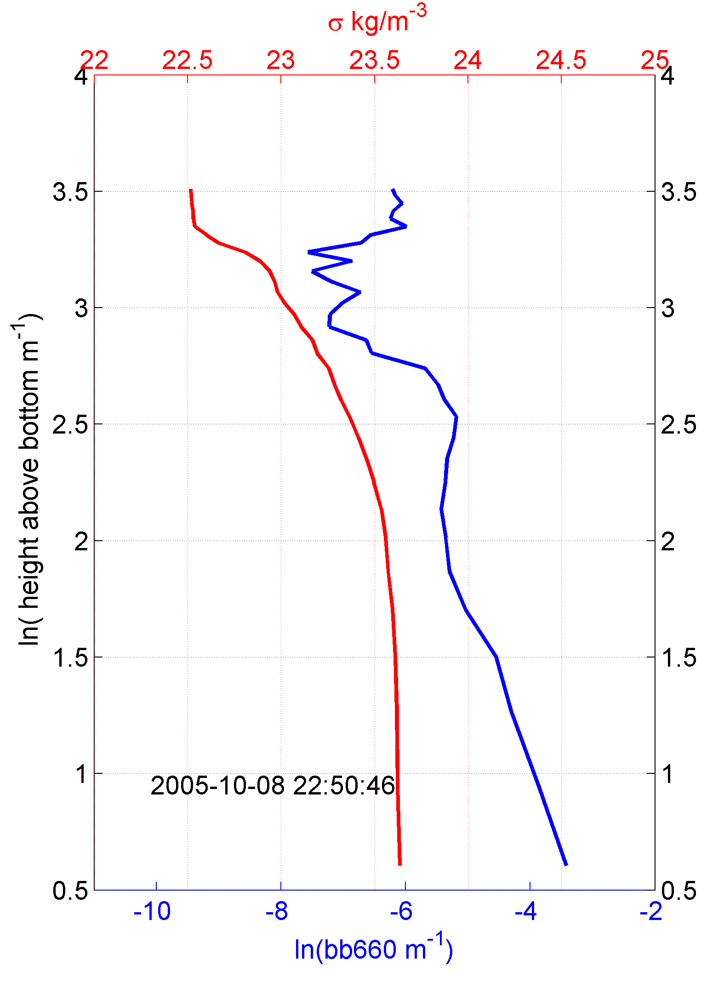 σ kg/m-3
22 22.5 23 23.5 24 24.5 25
4 4
3.5 3.5
3 3
2.5 2.5
2 2
1.5 1.5
1 1
0.5 0.5
ln( height above bottom m-1)
2005-10-08 22:50:46
-10 -8 -6 -4 -2
ln(bb660 m-1)